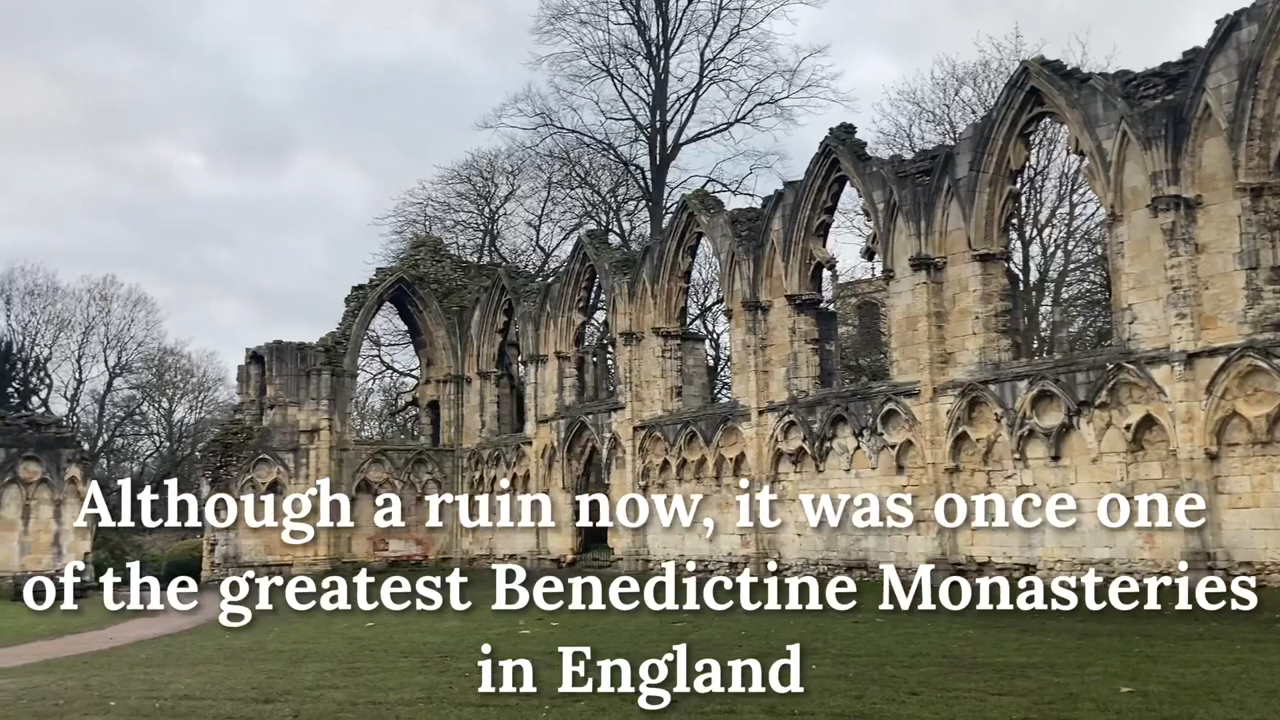 Although a ruin now, it was once one
of the greatest Benedictine Monasteries
in England